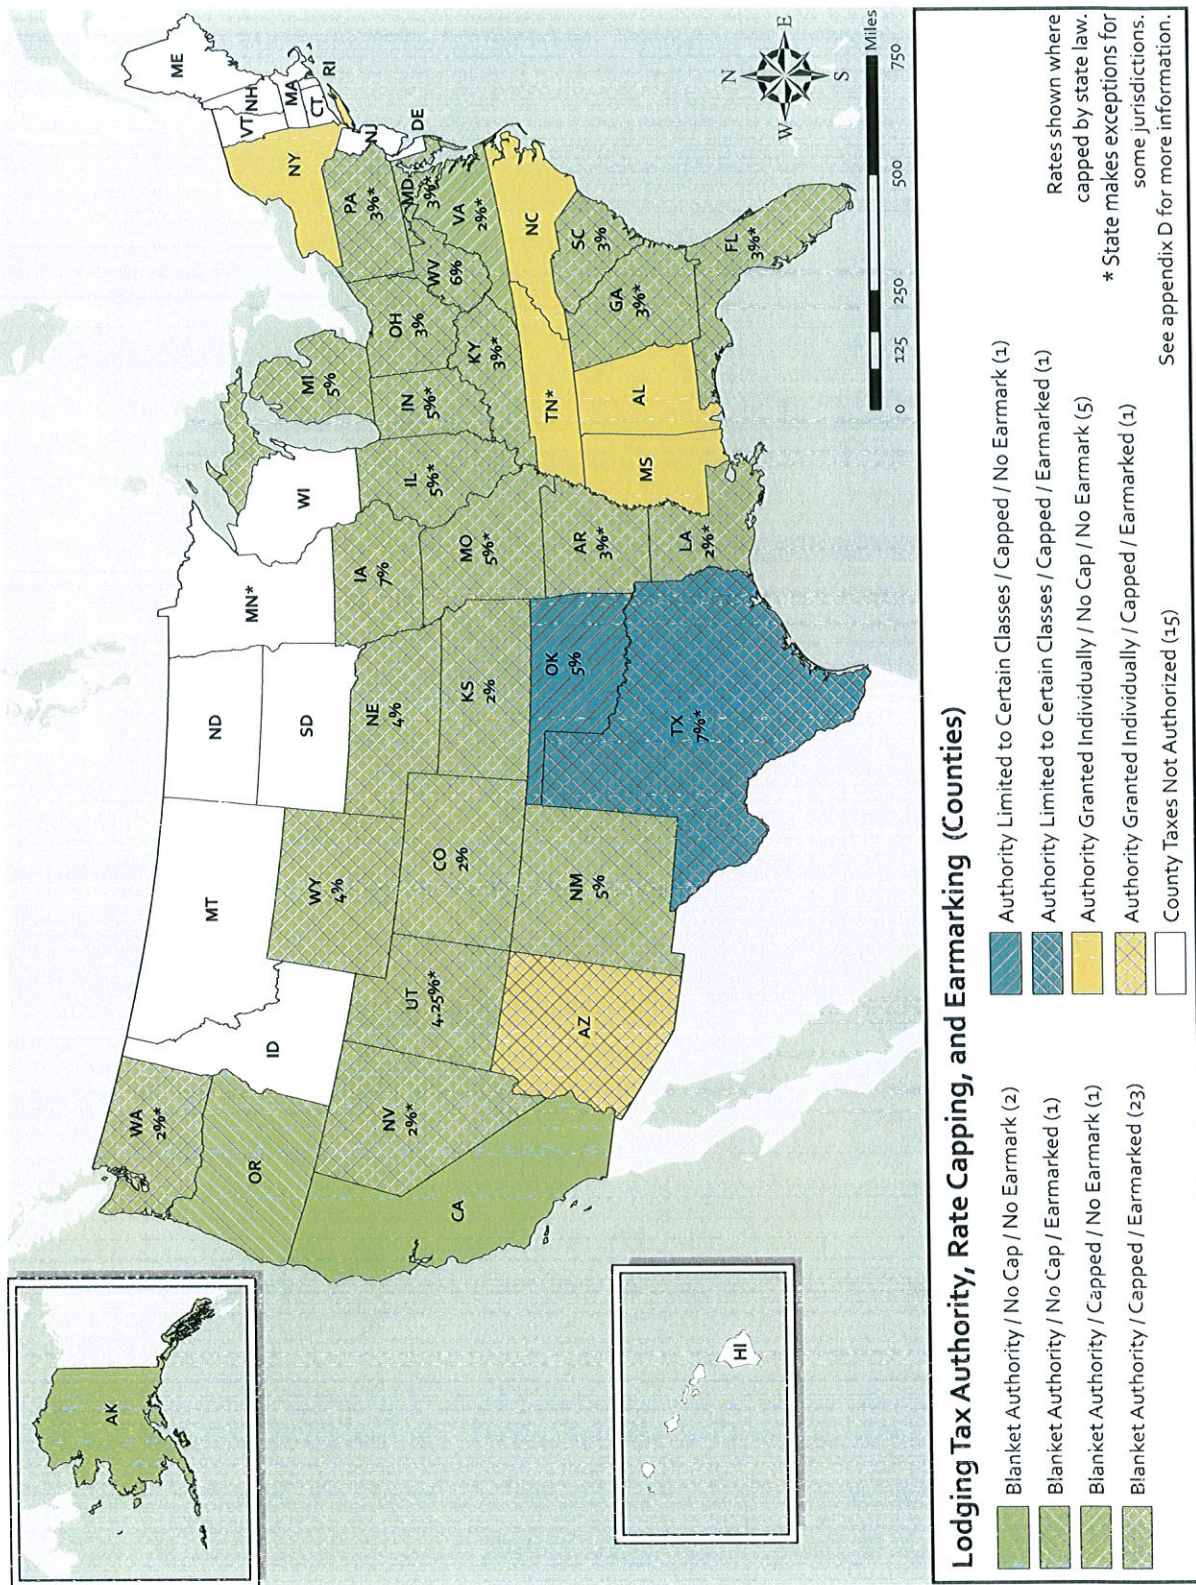 AK
HI
WA
2%*
OR
CA
NV
2%*
ID
MT
WY
4%
UT
4.25%*
AZ
CO
2%
NM
5%
ND
SD
NE
4%
KS
2%
OK
5%
TX
7%*
MN*
IA
7%
MO
5%*
AR
3%*
LA
2%*
WI
IL
5%*
MI
5%
IN
5%*
OH
3%
KY
3%*
TN*
MS
AL
GA
3%*
FL
3%*
SC
3%
NC
VA
2%*
WV
6%
MD
3%*
DE
PA
3%*
NJ
NY
VT
NH
ME
MA
CT
RI
N
E
S
W
0
125
250
500
750
Miles
Lodging Tax Authority, Rate Capping, and Earmarking (Counties)
Blanket Authority / No Cap / No Earmark (2)
Blanket Authority / No Cap / Earmarked (1)
Blanket Authority / Capped / No Earmark (1)
Blanket Authority / Capped / Earmarked (23)
Authority Limited to Certain Classes / Capped / No Earmark (1)
Authority Limited to Certain Classes / Capped / Earmarked (1)
Authority Granted Individually / No Cap / No Earmark (5)
Authority Granted Individually / Capped / Earmarked (1)
County Taxes Not Authorized (15)
Rates shown where
capped by state law.
* State makes exceptions for
some jurisdictions.
See appendix D for more information.